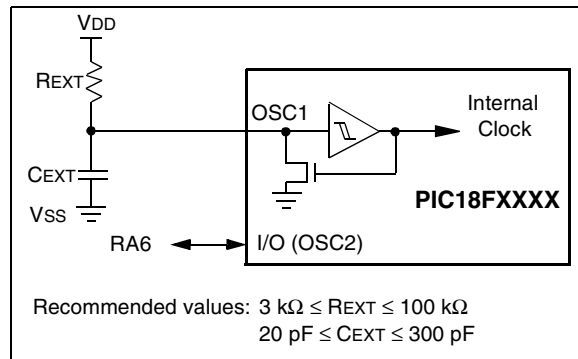 VDD
REXT
OSC1
Internal
Clock
CEXT
PIC18FXXXX
VSS
RA6
I/O (OSC2)
Recommended values: 3 kΩ ≤ REXT ≤ 100 kΩ
20 pF ≤ CEXT ≤ 300 pF